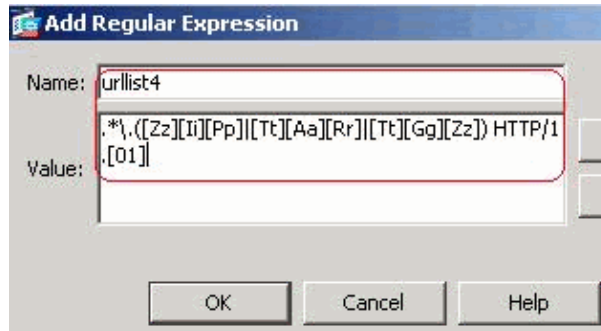 Add Regular Expression
Name: urllist4
Value: .*\.([Zz][Ii][Pp]|[Tt][Aa][Rr]|[Tt][Gg][Zz]) HTTP/1
.[01]
OK Cancel Help